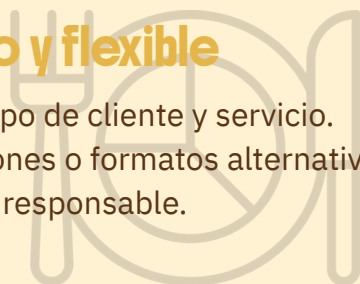 o y flexible
po de cliente y servicio.
ones o formatos alternativ
responsable.